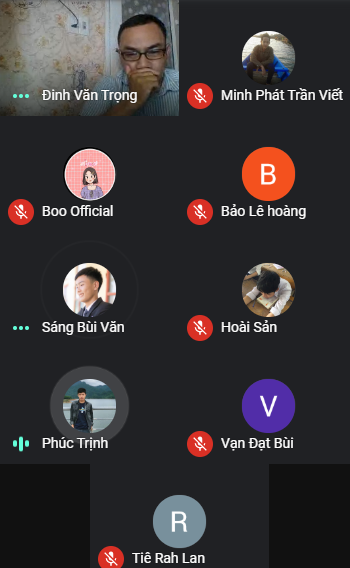 Đinh Văn Trọng
Minh Phát Trần Viết
Boo Official
B
Bảo Lê hoàng
Sáng Bùi Văn
Hoài Sản
Phúc Trịnh
V
Vạn Đạt Bùi
R
Tiê Rah Lan